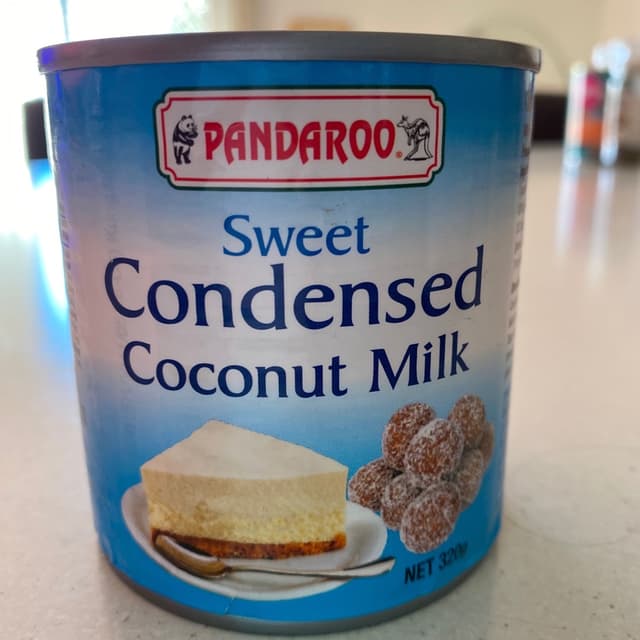 PANDAROO
Sweet
Condensed
Coconut Milk
NET 320g